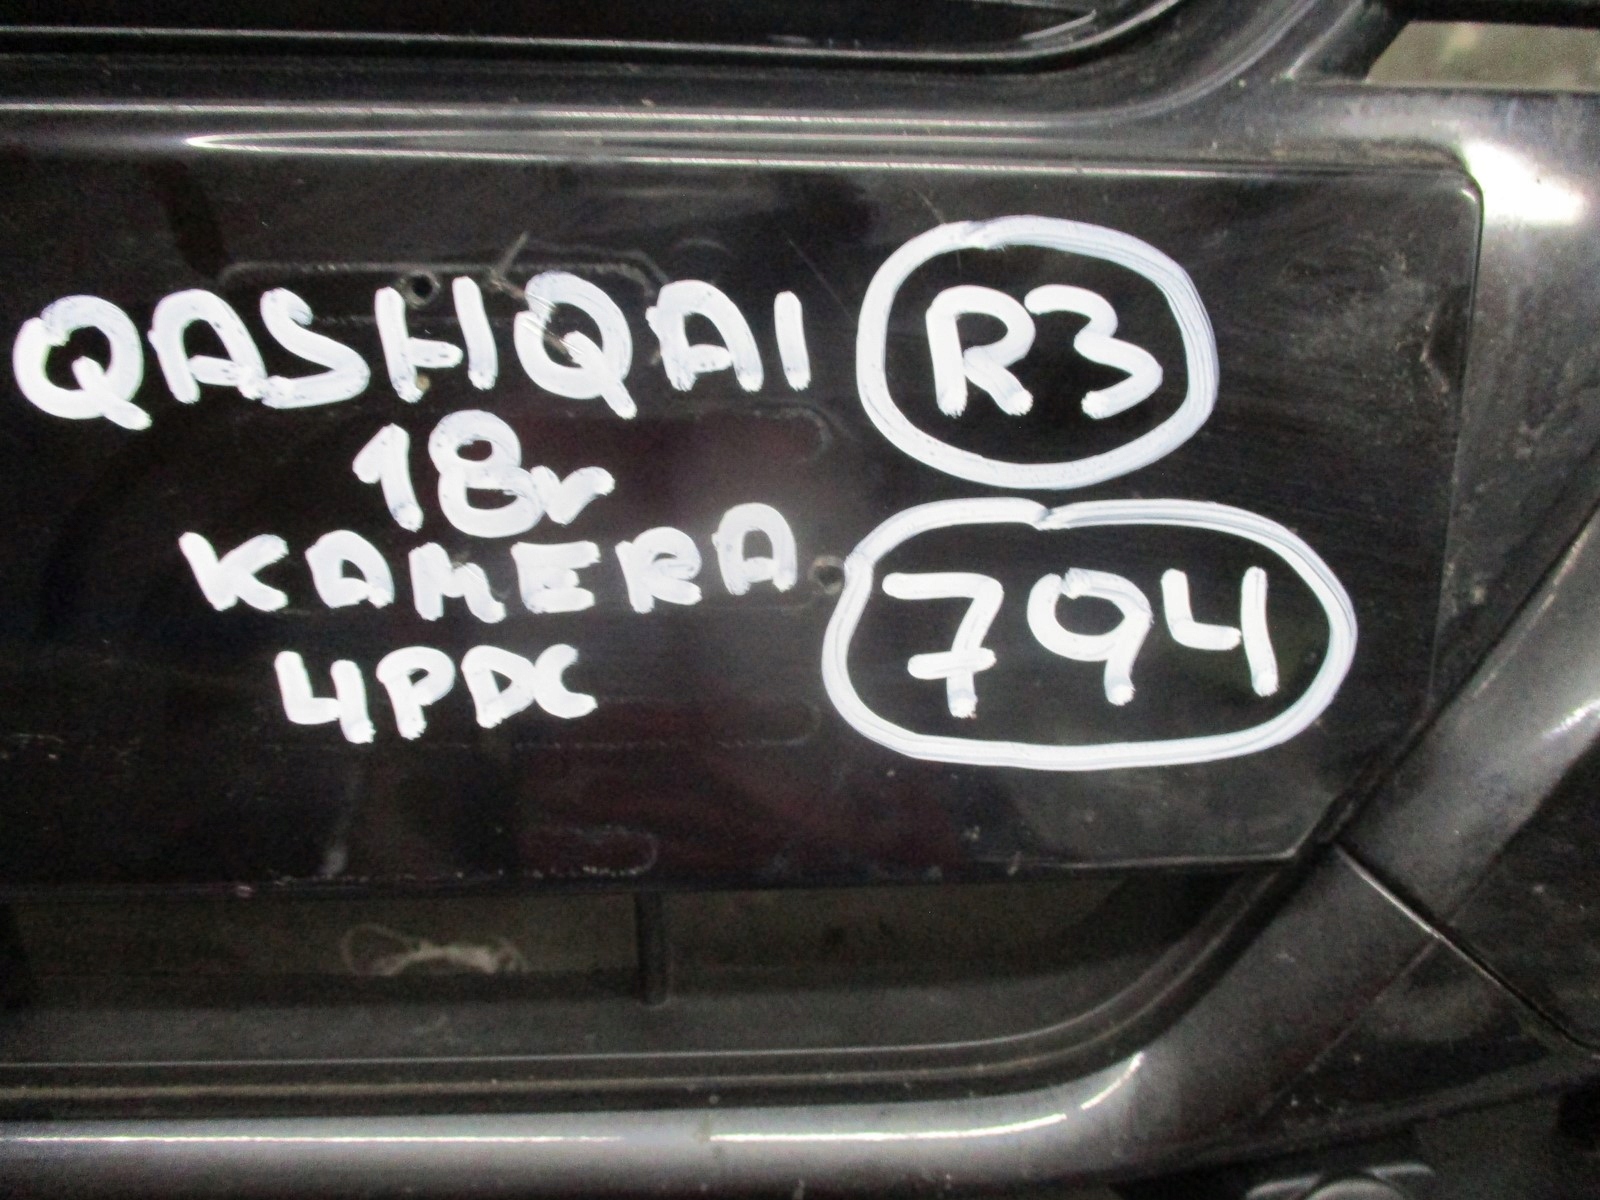 QASHQAI
18r
KAMERA
4PDC
R3
794